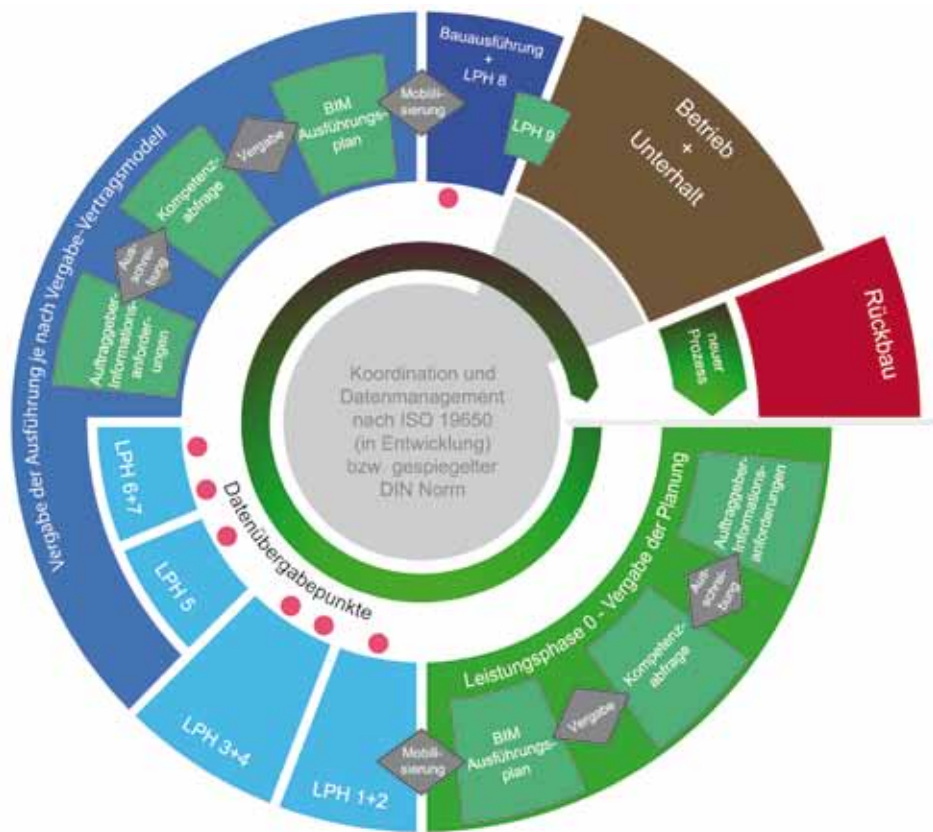 Bauausführung
+
LPH 8
LPH 9
Betrieb
+
Unterhalt
Rückbau
neuer
Prozess
Mobili-
sierung
BIM
Ausführungs-
plan
Vergabe
Kompetenz-
abfrage
Aus-
schrei-
bung
Auftraggeber-
Informations-
anforder-
ungen
Vergabe der Ausführung je nach Vergabe-Vertragsmodell
Koordination und
Datenmanagement
nach ISO 19650
(in Entwicklung)
bzw. gespiegelter
DIN Norm
LPH 6+7
LPH 5
LPH 3+4
LPH 1+2
Datenübergabepunkte
Leistungsphase 0 - Vergabe der Planung
Auftraggeber-
Informations-
anforderungen
Aus-
schrei-
bung
Kompetenz-
abfrage
Vergabe
BIM
Ausführungs-
plan
Mobili-
sierung